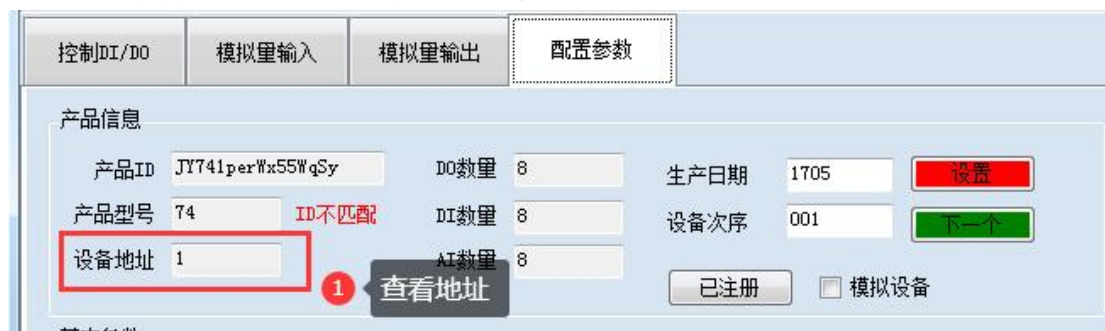 控制DI/DO 模拟量输入 模拟量输出 配置参数
产品信息
产品ID JY741perWx55WqSy DO数量 8 生产日期 1705 设置
产品型号 74 ID不匹配 DI数量 8 设备次序 001 下一个
设备地址 1 AI数量 8
1 查看地址 已注册 模拟设备